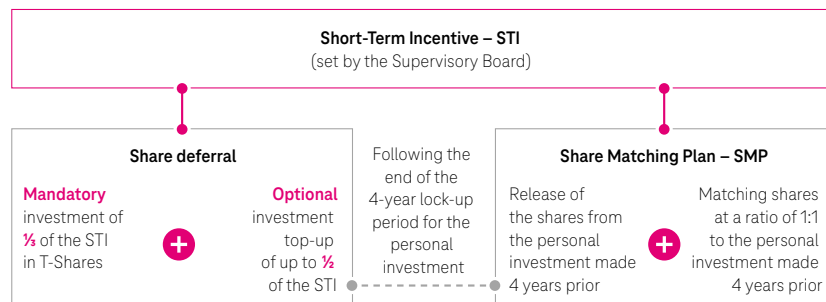 Short-Term Incentive – STI
(set by the Supervisory Board)
Share deferral
Mandatory
investment of
⅓ of the STI
in T-Shares
+
Optional
investment
top-up
of up to ½
of the STI
Following the
end of the
4-year lock-up
period for the
personal
investment
Share Matching Plan – SMP
Release of
the shares from
the personal
investment made
4 years prior
+
Matching shares
at a ratio of 1:1
to the personal
investment made
4 years prior